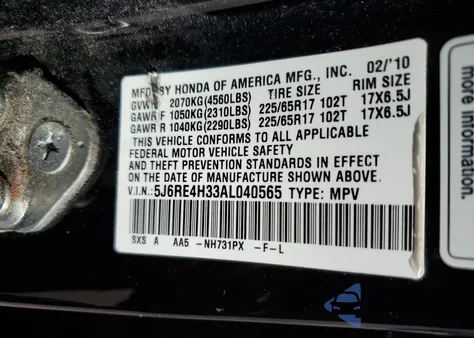 MFD. BY HONDA OF AMERICA MFG., INC. 02/'10
GVWR 2070KG(4560LBS) TIRE SIZE RIM SIZE
GAWR F 1050KG(2310LBS) 225/65R17 102T 17X6.5J
GAWR R 1040KG(2290LBS) 225/65R17 102T 17X6.5J
THIS VEHICLE CONFORMS TO ALL APPLICABLE
FEDERAL MOTOR VEHICLE SAFETY
AND THEFT PREVENTION STANDARDS IN EFFECT
ON THE DATE OF MANUFACTURE SHOWN ABOVE.
V.I.N.: 5J6RE4H33AL040565 TYPE: MPV
SXS A AA5 -NH731PX -F-L